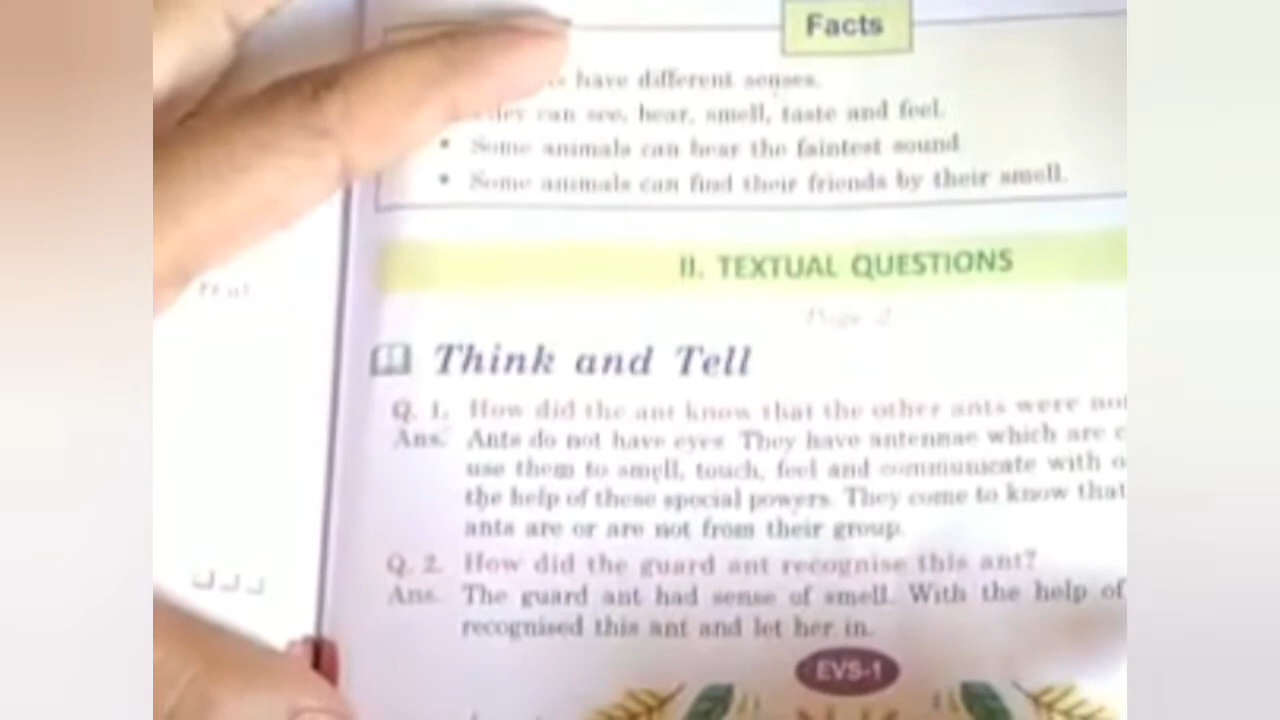 Facts
have different senses.
can see, hear, smell, taste and feel.
• Some animals can hear the faintest sound
• Some animals can find their friends by their smell.
II. TEXTUAL QUESTIONS
Page 2
Think and Tell
Q. 1. How did the ant know that the other ants were not
Ans. Ants do not have eyes. They have antennae which are
use them to smell, touch, feel and communicate with
the help of these special powers. They come to know that
ants are or are not from their group.
Q. 2. How did the guard ant recognise this ant?
Ans. The guard ant had sense of smell. With the help of
recognised this ant and let her in.
EVS-1